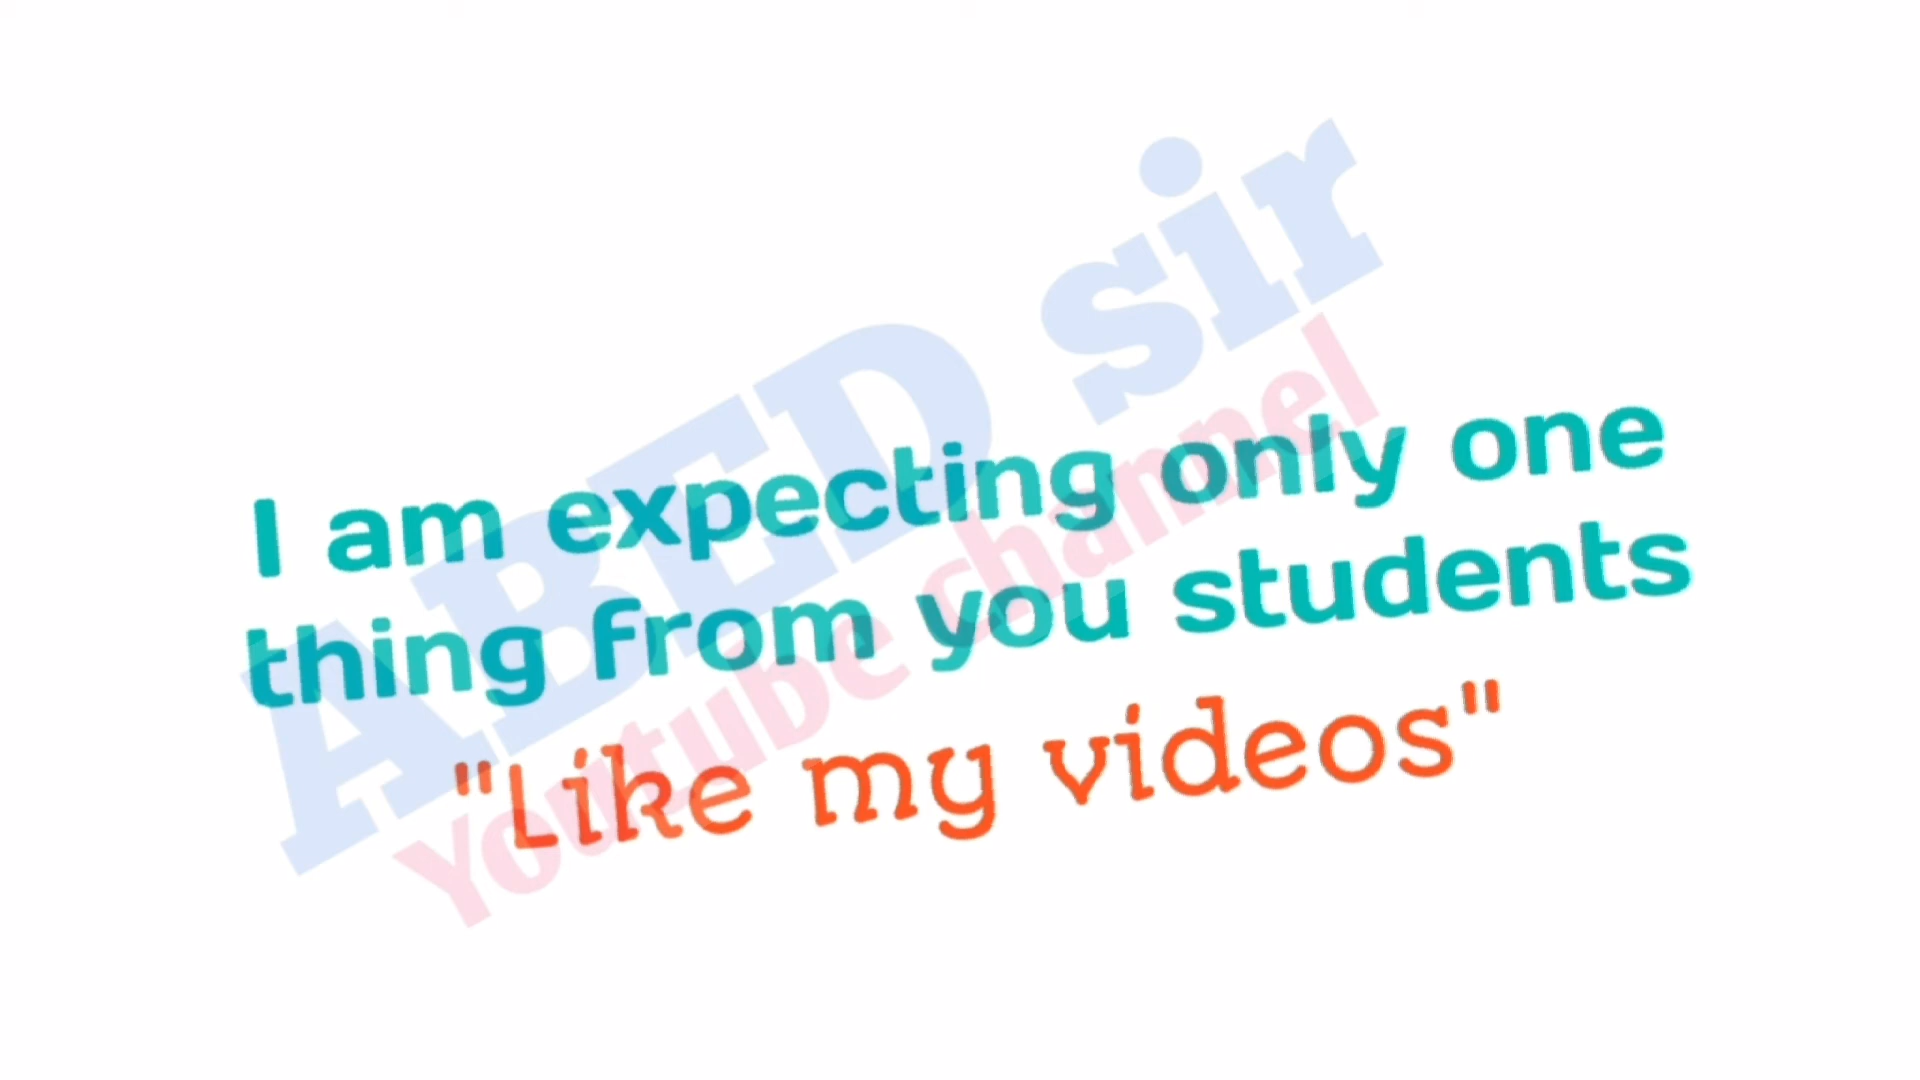 ABED sir
Youtube channel
I am expecting only one
thing from you students
"Like my videos"